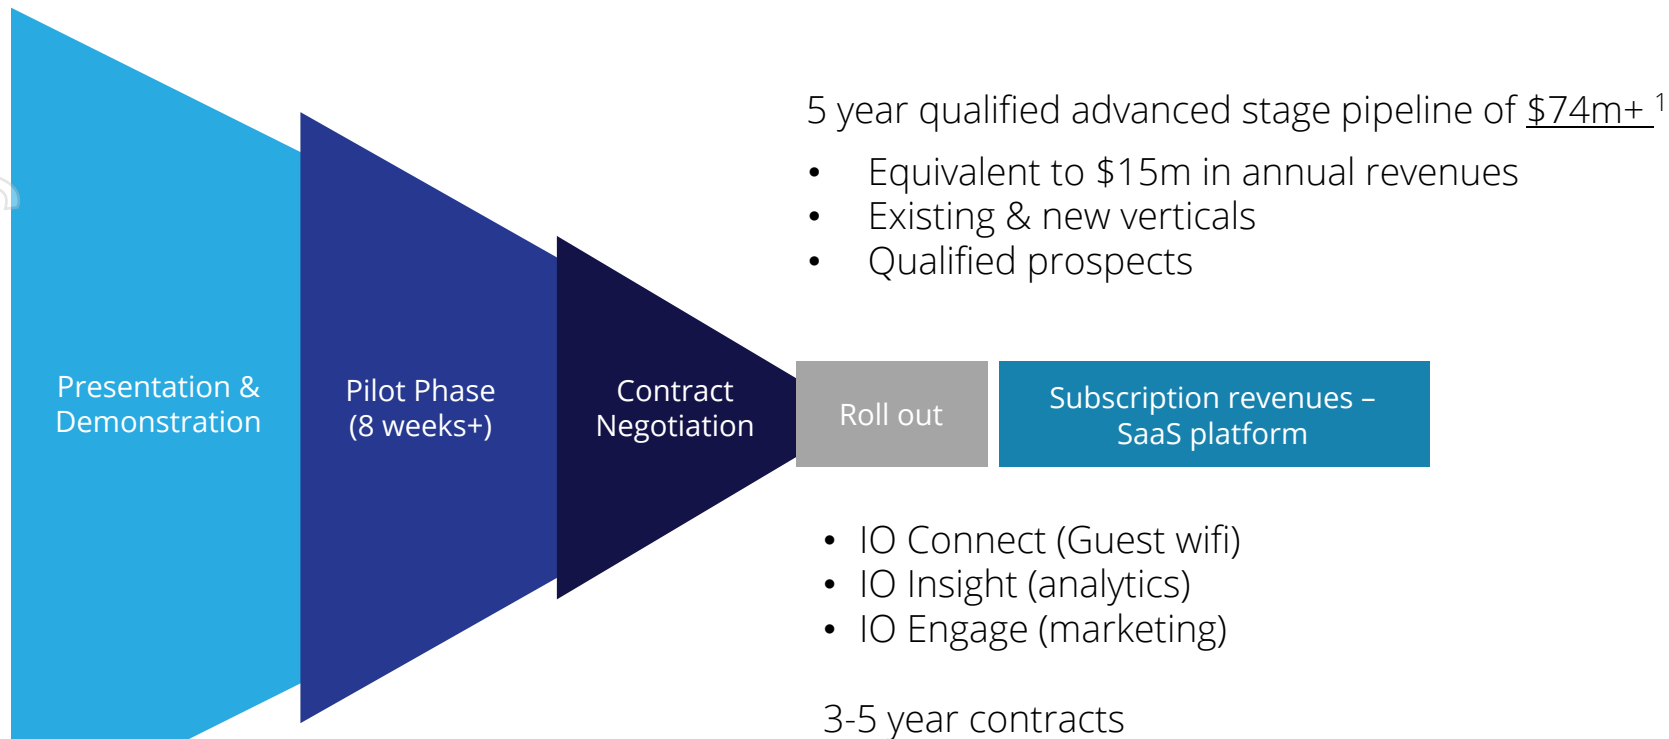 5 year qualified advanced stage pipeline of $74m+ 1
• Equivalent to $15m in annual revenues
• Existing & new verticals
• Qualified prospects
Presentation &
Demonstration
Pilot Phase
(8 weeks+)
Contract
Negotiation
Roll out
Subscription revenues –
SaaS platform
• IO Connect (Guest wifi)
• IO Insight (analytics)
• IO Engage (marketing)
3-5 year contracts